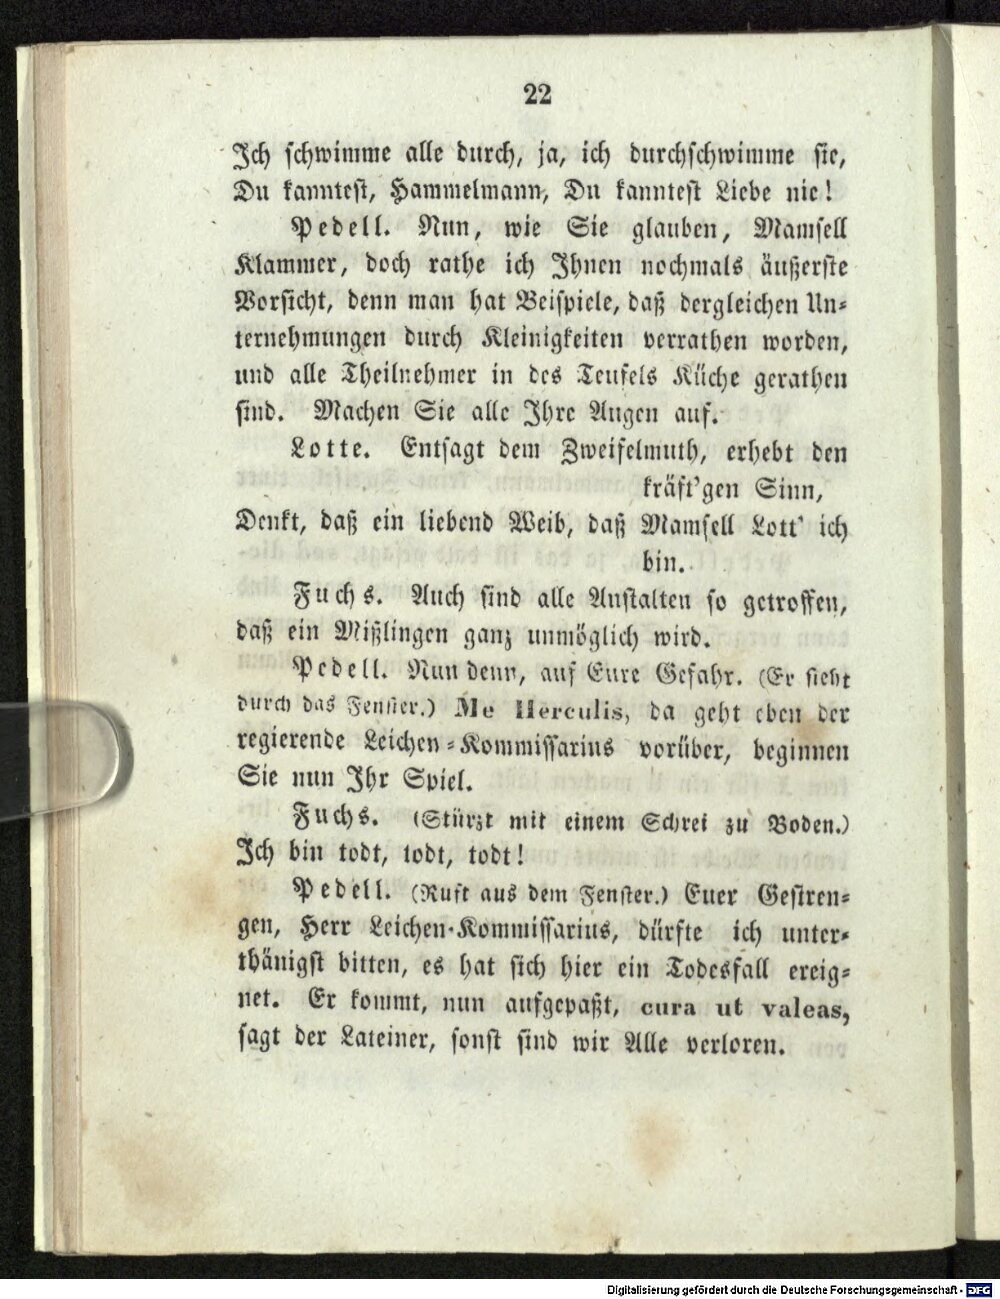 22
Ich schwimme alle durch, ja, ich durchschwimme sie,
Du kanntest, Hammelmann, Du kanntest Liebe nie!
Pedell. Nun, wie Sie glauben, Mamsell
Klammer, doch rathe ich Ihnen nochmals äußerste
Vorsicht, denn man hat Beispiele, daß dergleichen Un-
ternehmungen durch Kleinigkeiten verrathen worden,
und alle Theilnehmer in des Teufels Küche gerathen
sind. Machen Sie alle Ihre Augen auf.
Lotte. Entsagt dem Zweifelmuth, erhebt den
kräft'gen Sinn,
Denkt, daß ein liebend Weib, daß Mamsell Lott' ich
bin.
Fuchs. Auch sind alle Anstalten so getroffen,
daß ein Mißlingen ganz unmöglich wird.
Pedell. Nun denn, auf Eure Gefahr. (Er sieht
durch das Fenster.) Me Herculis, da geht eben der
regierende Leichen-Kommissarius vorüber, beginnen
Sie nun Ihr Spiel.
Fuchs. (Stürzt mit einem Schrei zu Boden.)
Ich bin todt, todt, todt!
Pedell. (Ruft aus dem Fenster.) Euer Gestren-
gen, Herr Leichen-Kommissarius, dürfte ich unter-
thänigst bitten, es hat sich hier ein Todesfall ereig-
net. Er kommt, nun aufgepaßt, cura ut valeas,
sagt der Lateiner, sonst sind wir Alle verloren.
Digitalisierung gefördert durch die Deutsche Forschungsgemeinschaft - DFG